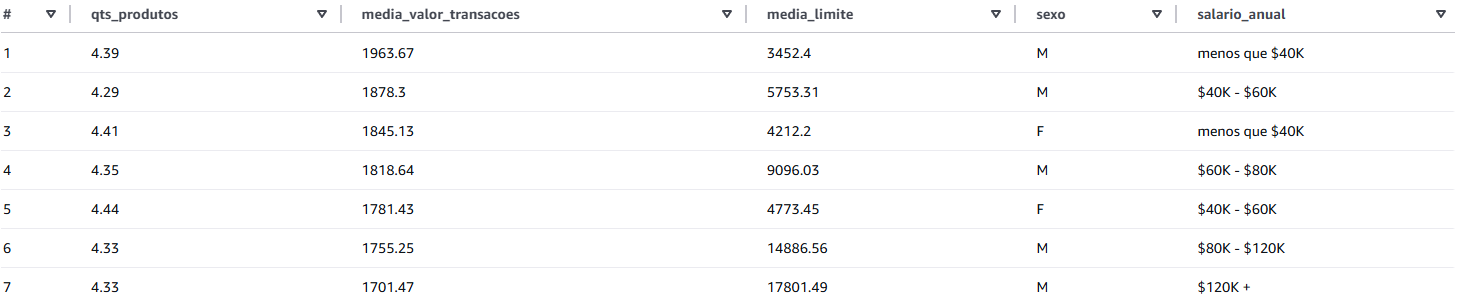 # qts_produtos media_valor_transacoes media_limite sexo salario_anual
1 4.39 1963.67 3452.4 M menos que $40K
2 4.29 1878.3 5753.31 M $40K - $60K
3 4.41 1845.13 4212.2 F menos que $40K
4 4.35 1818.64 9096.03 M $60K - $80K
5 4.44 1781.43 4773.45 F $40K - $60K
6 4.33 1755.25 14886.56 M $80K - $120K
7 4.33 1701.47 17801.49 M $120K +